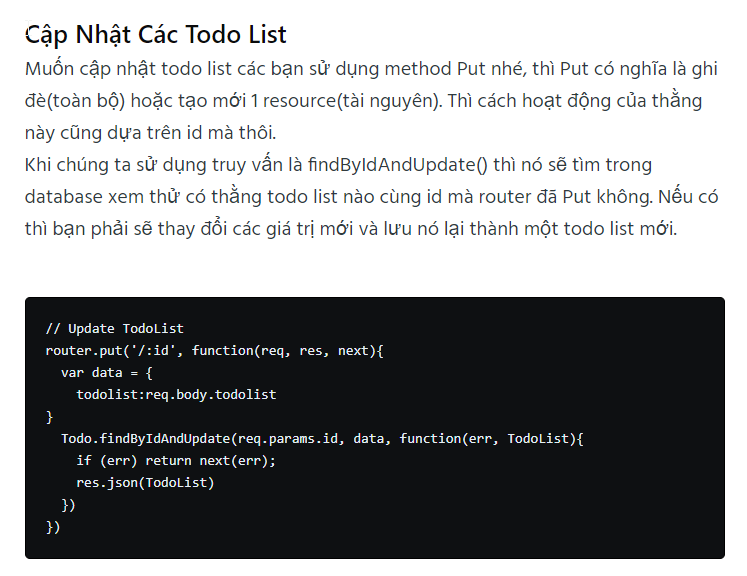 Cập Nhật Các Todo List
Muốn cập nhật todo list các bạn sử dụng method Put nhé, thì Put có nghĩa là ghi
đè(toàn bộ) hoặc tạo mới 1 resource(tài nguyên). Thì cách hoạt động của thằng
này cũng dựa trên id mà thôi.
Khi chúng ta sử dụng truy vấn là findByIdAndUpdate() thì nó sẽ tìm trong
database xem thử có thằng todo list nào cùng id mà router đã Put không. Nếu có
thì bạn phải sẽ thay đổi các giá trị mới và lưu nó lại thành một todo list mới.
// Update TodoList
router.put('/:id', function(req, res, next){
  var data = {
    todolist:req.body.todolist
}
  Todo.findByIdAndUpdate(req.params.id, data, function(err, TodoList){
    if (err) return next(err);
    res.json(TodoList)
  })
})